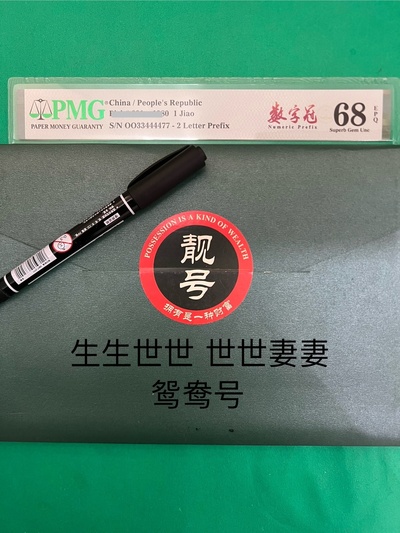 PMG
PAPER MONEY GUARANTY
China / People's Republic
1980 1 Jiao
S/N OO33444477 - 2 Letter Prefix
数字冠
Numeric Prefix
68
EPQ
Superb Gem Unc
POSSESSION IS A KIND OF WEALTH
靓号
拥有是一种财富
生生世世 世世妻妻
鸳鸯号